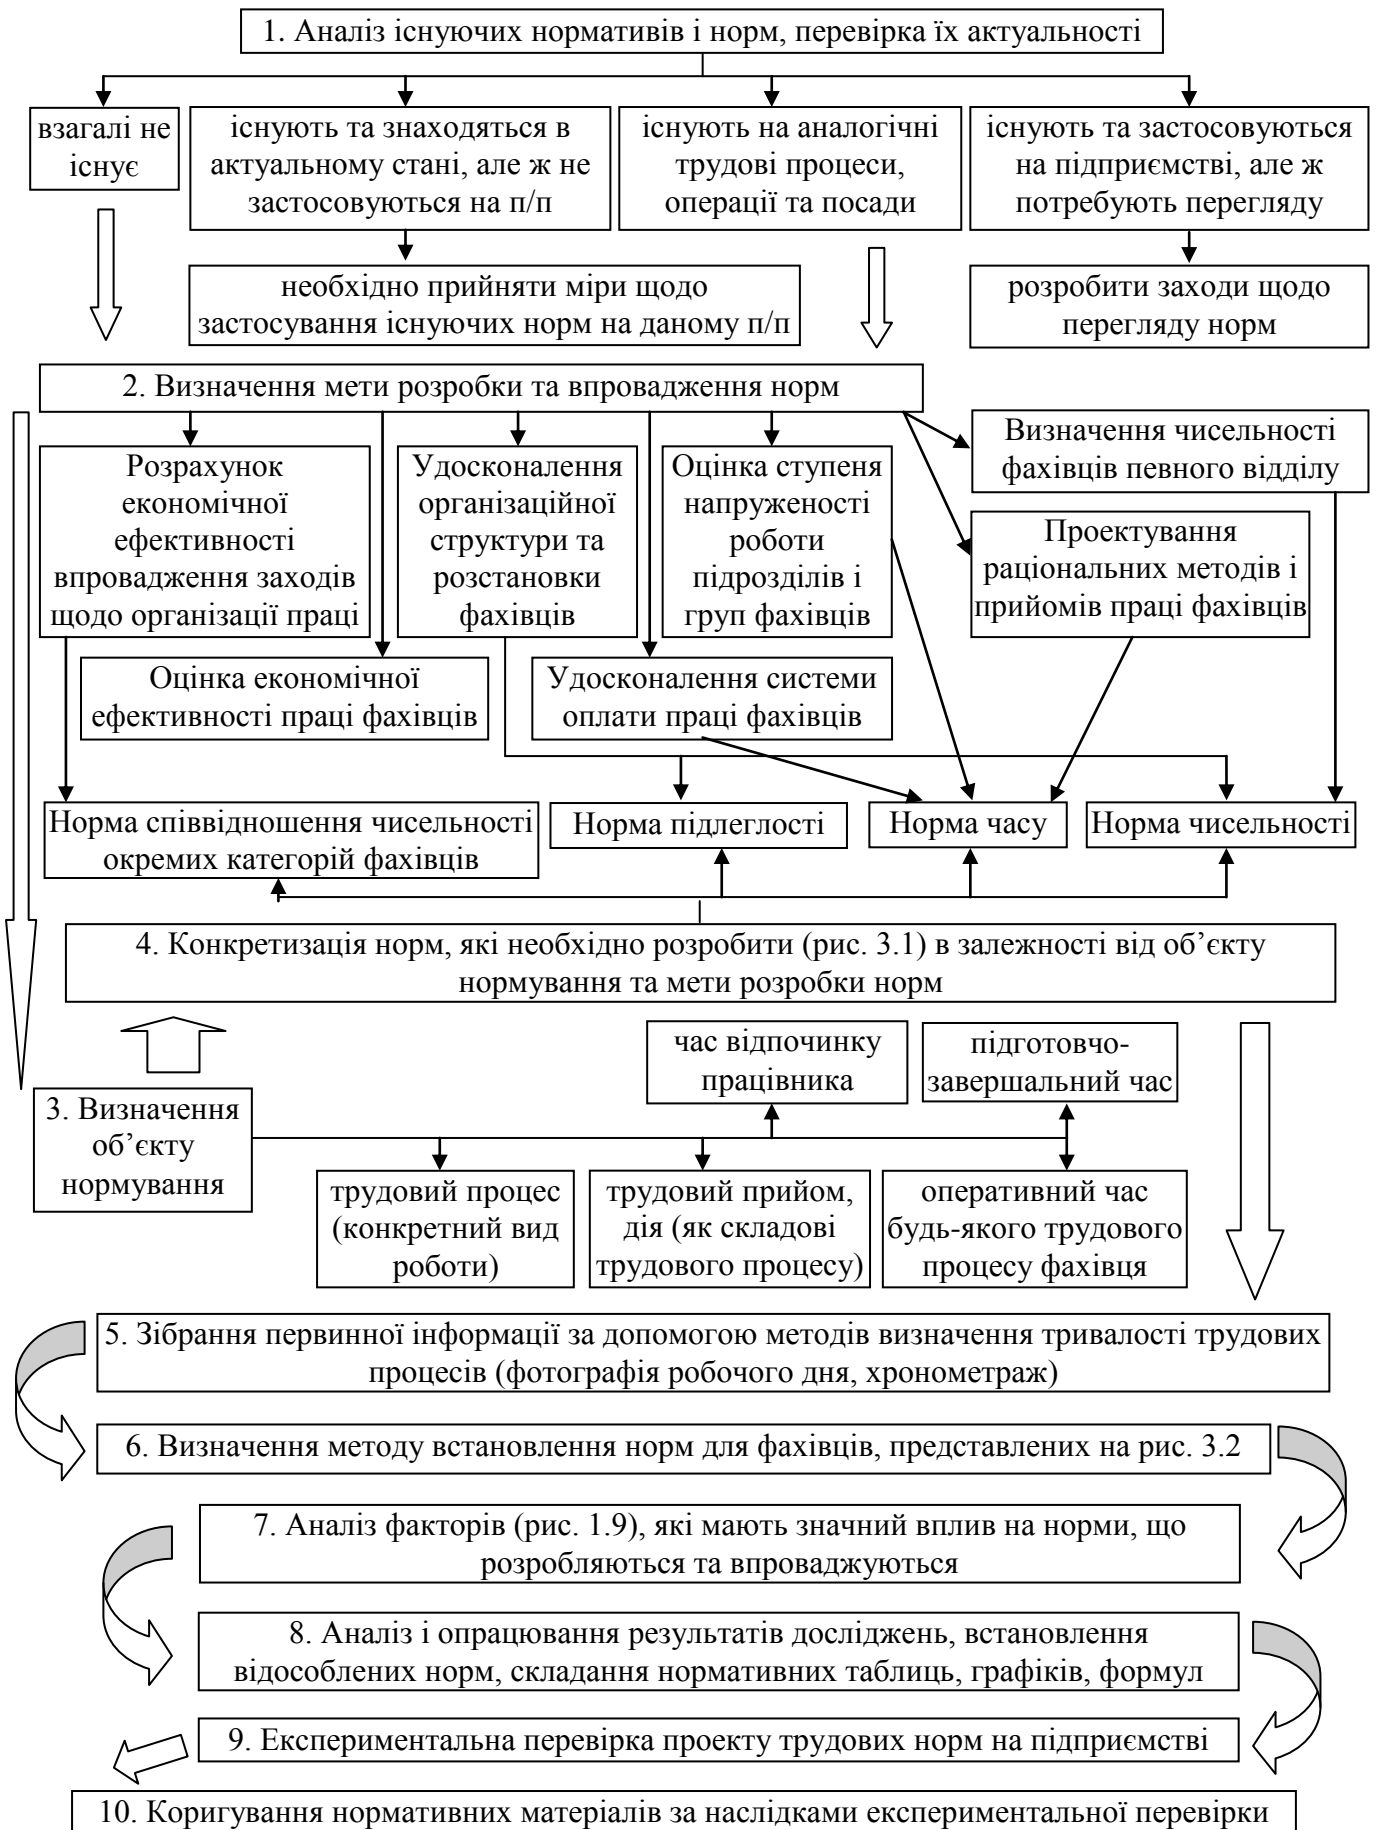 1. Аналіз існуючих нормативів і норм, перевірка їх актуальності
взагалі не
існує
існують та знаходяться в
актуальному стані, але ж не
застосовуються на п/п
існують на аналогічні
трудові процеси,
операції та посади
існують та застосовуються
на підприємстві, але ж
потребують перегляду
необхідно прийняти міри щодо
застосування існуючих норм на даному п/п
розробити заходи щодо
перегляду норм
2. Визначення мети розробки та впровадження норм
Розрахунок
економічної
ефективності
впровадження заходів
щодо організації праці
Удосконалення
організаційної
структури та
розстановки
фахівців
Оцінка ступеня
напруженості
роботи
підрозділів і
груп фахівців
Визначення чисельності
фахівців певного відділу
Проектування
раціональних методів і
прийомів праці фахівців
Оцінка економічної
ефективності праці фахівців
Удосконалення системи
оплати праці фахівців
Норма співвідношення чисельності
окремих категорій фахівців
Норма підлеглості
Норма часу
Норма чисельності
4. Конкретизація норм, які необхідно розробити (рис. 3.1) в залежності від об’єкту
нормування та мети розробки норм
3. Визначення
об’єкту
нормування
час відпочинку
працівника
підготовчо-
завершальний час
трудовий процес
(конкретний вид
роботи)
трудовий прийом,
дія (як складові
трудового процесу)
оперативний час
будь-якого трудового
процесу фахівця
5. Зібрання первинної інформації за допомогою методів визначення тривалості трудових
процесів (фотографія робочого дня, хронометраж)
6. Визначення методу встановлення норм для фахівців, представлених на рис. 3.2
7. Аналіз факторів (рис. 1.9), які мають значний вплив на норми, що
розробляються та впроваджуються
8. Аналіз і опрацювання результатів досліджень, встановлення
відособлених норм, складання нормативних таблиць, графіків, формул
9. Експериментальна перевірка проекту трудових норм на підприємстві
10. Коригування нормативних матеріалів за наслідками експериментальної перевірки